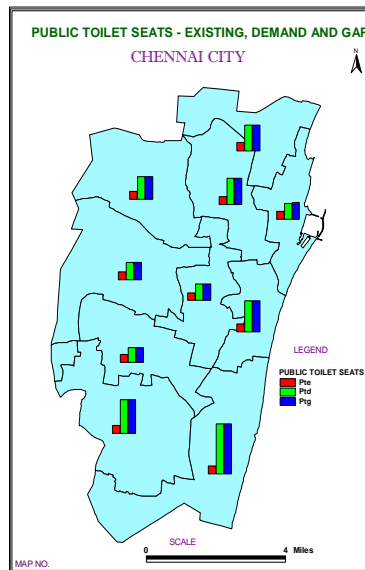 PUBLIC TOILET SEATS - EXISTING, DEMAND AND GAP
CHENNAI CITY
N
LEGEND
PUBLIC TOILET SEATS
Pte
Ptd
Ptg
SCALE
0 4 Miles
MAP NO.